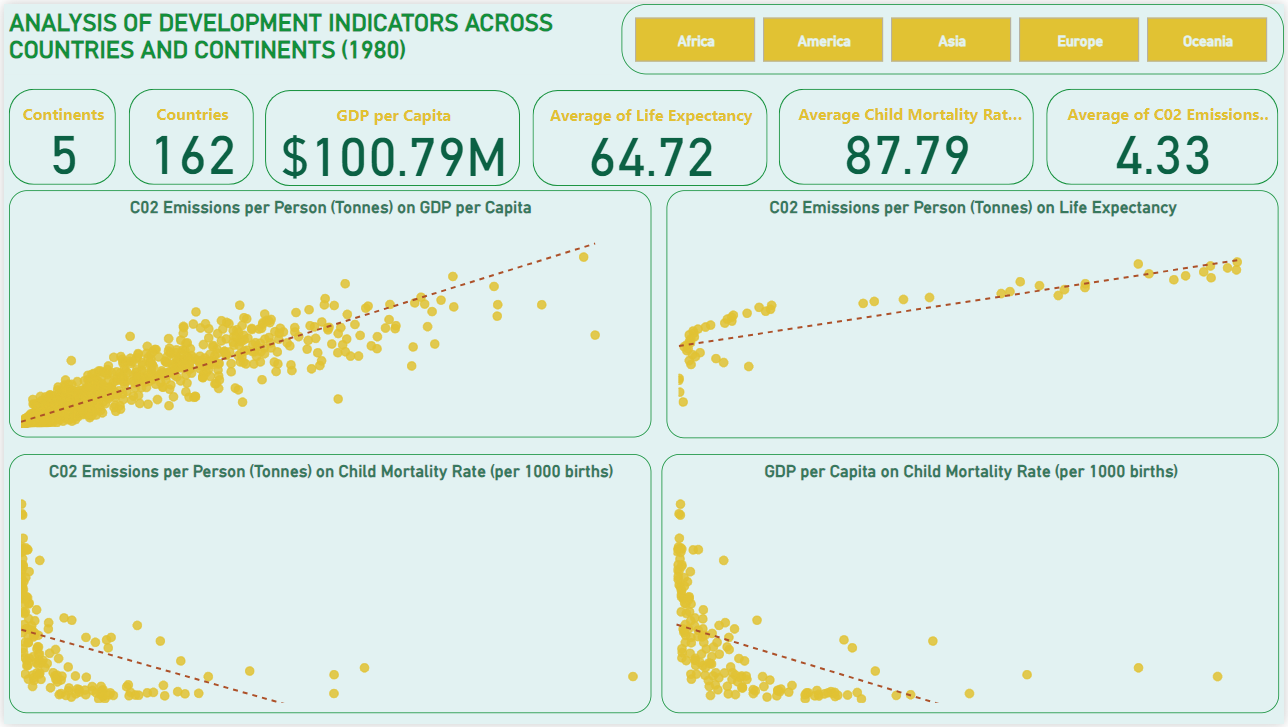 ANALYSIS OF DEVELOPMENT INDICATORS ACROSS
COUNTRIES AND CONTINENTS (1980)
Africa
America
Asia
Europe
Oceania
Continents
5
Countries
162
GDP per Capita
$100.79M
Average of Life Expectancy
64.72
Average Child Mortality Rat...
87.79
Average of C02 Emissions..
4.33
C02 Emissions per Person (Tonnes) on GDP per Capita
C02 Emissions per Person (Tonnes) on Life Expectancy
C02 Emissions per Person (Tonnes) on Child Mortality Rate (per 1000 births)
GDP per Capita on Child Mortality Rate (per 1000 births)